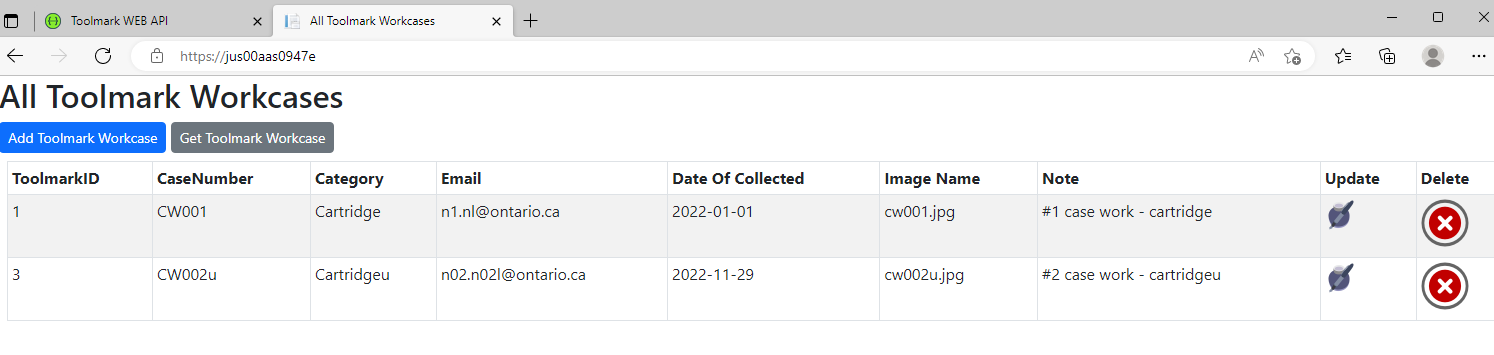 Toolmark WEB API All Toolmark Workcases
https://jus00aas0947e
All Toolmark Workcases
Add Toolmark Workcase Get Toolmark Workcase
ToolmarkID CaseNumber Category Email Date Of Collected Image Name Note Update Delete
1 CW001 Cartridge n1.nl@ontario.ca 2022-01-01 cw001.jpg #1 case work - cartridge
3 CW002u Cartridgeu n02.n02l@ontario.ca 2022-11-29 cw002u.jpg #2 case work - cartridgeu